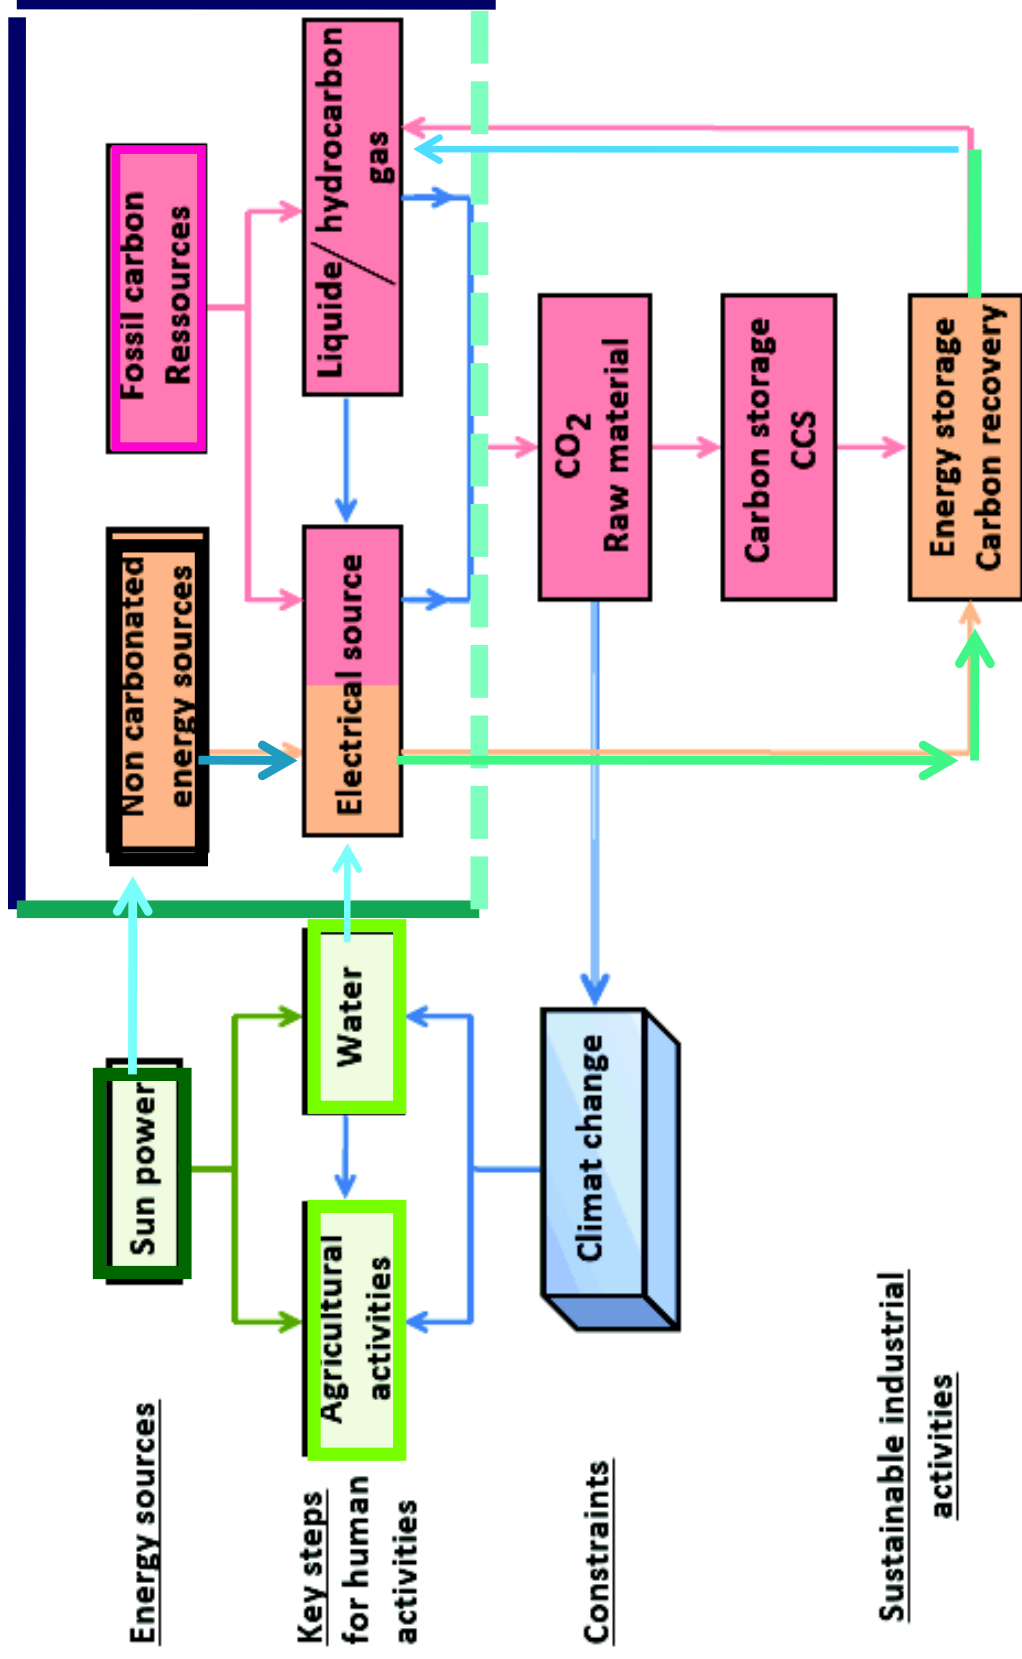 Energy sources
Sun power
Non carbonated
energy sources
Fossil carbon
Ressources
Key steps
for human
activities
Agricultural
activities
Water
Electrical source
Liquide/ hydrocarbon
gas
Constraints
Climat change
CO2
Raw material
Carbon storage
CCS
Sustainable industrial
activities
Energy storage
Carbon recovery